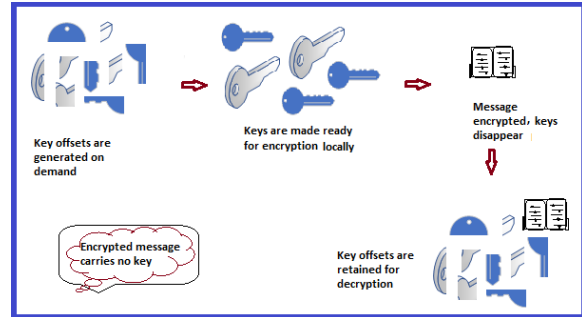 Key offsets are
generated on
demand
Keys are made ready
for encryption locally
Message
encrypted, keys
disappear
Encrypted message
carries no key
Key offsets are
retained for
decryption